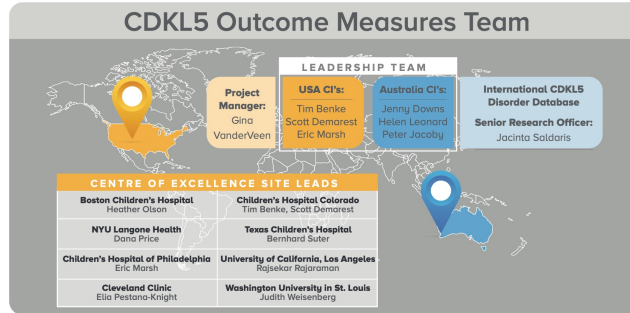 CDKL5 Outcome Measures Team
LEADERSHIP TEAM
Project
Manager:
Gina
VanderVeen
USA CI's:
Tim Benke
Scott Demarest
Eric Marsh
Australia CI's:
Jenny Downs
Helen Leonard
Peter Jacoby
International CDKL5
Disorder Database
Senior Research Officer:
Jacinta Saldaris
CENTRE OF EXCELLENCE SITE LEADS
Boston Children's Hospital
Heather Olson
Children's Hospital Colorado
Tim Benke, Scott Demarest
NYU Langone Health
Dana Price
Texas Children's Hospital
Bernhard Suter
Children's Hospital of Philadelphia
Eric Marsh
University of California, Los Angeles
Rajsekar Rajaraman
Cleveland Clinic
Elia Pestana-Knight
Washington University in St. Louis
Judith Weisenberg